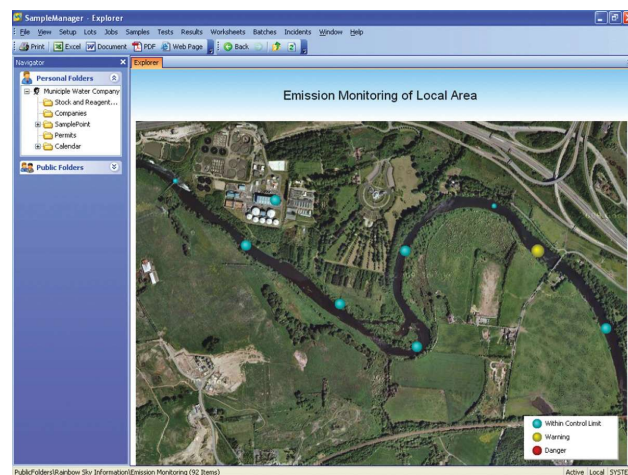 SampleManager - Explorer
File View Setup Lots Jobs Samples Tests Results Worksheets Batches Incidents Window Help
Print Excel Document PDF Web Page Back
Navigator
Explorer
Personal Folders
Municiple Water Company
Stock and Reagent...
Companies
SamplePoint
Permits
Calendar
Public Folders
Emission Monitoring of Local Area
Within Control Limit
Warning
Danger
PublicFolders\Rainbow Sky Information\Emission Monitoring (92 Items)
Active Local SYSTE